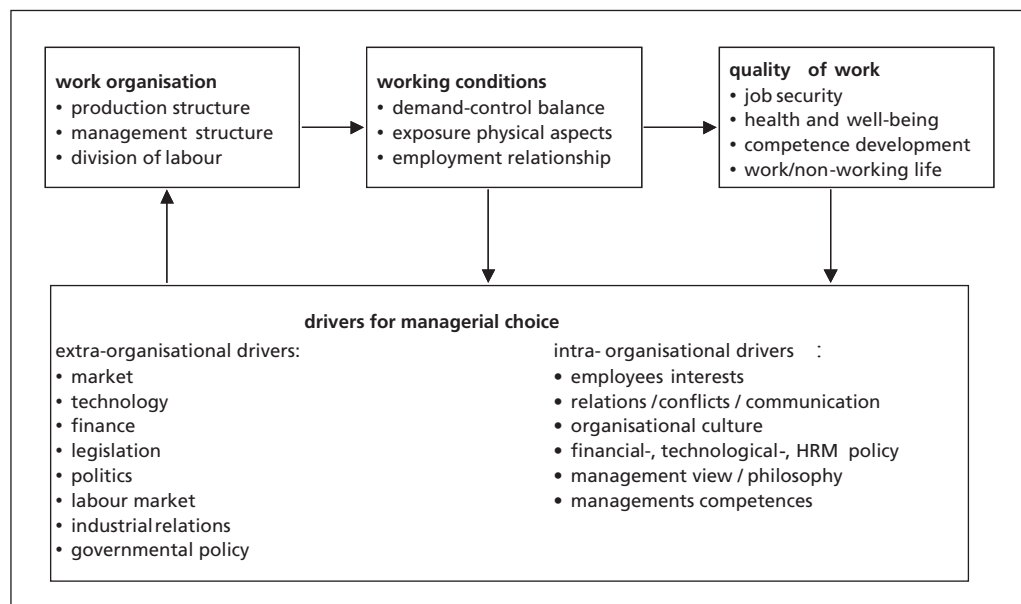 work organisation
• production structure
• management structure
• division of labour
working conditions
• demand-control balance
• exposure physical aspects
• employment relationship
quality of work
• job security
• health and well-being
• competence development
• work/non-working life
drivers for managerial choice
extra-organisational drivers:
• market
• technology
• finance
• legislation
• politics
• labour market
• industrial relations
• governmental policy
intra- organisational drivers :
• employees interests
• relations / conflicts / communication
• organisational culture
• financial-, technological-, HRM policy
• management view / philosophy
• managements competences